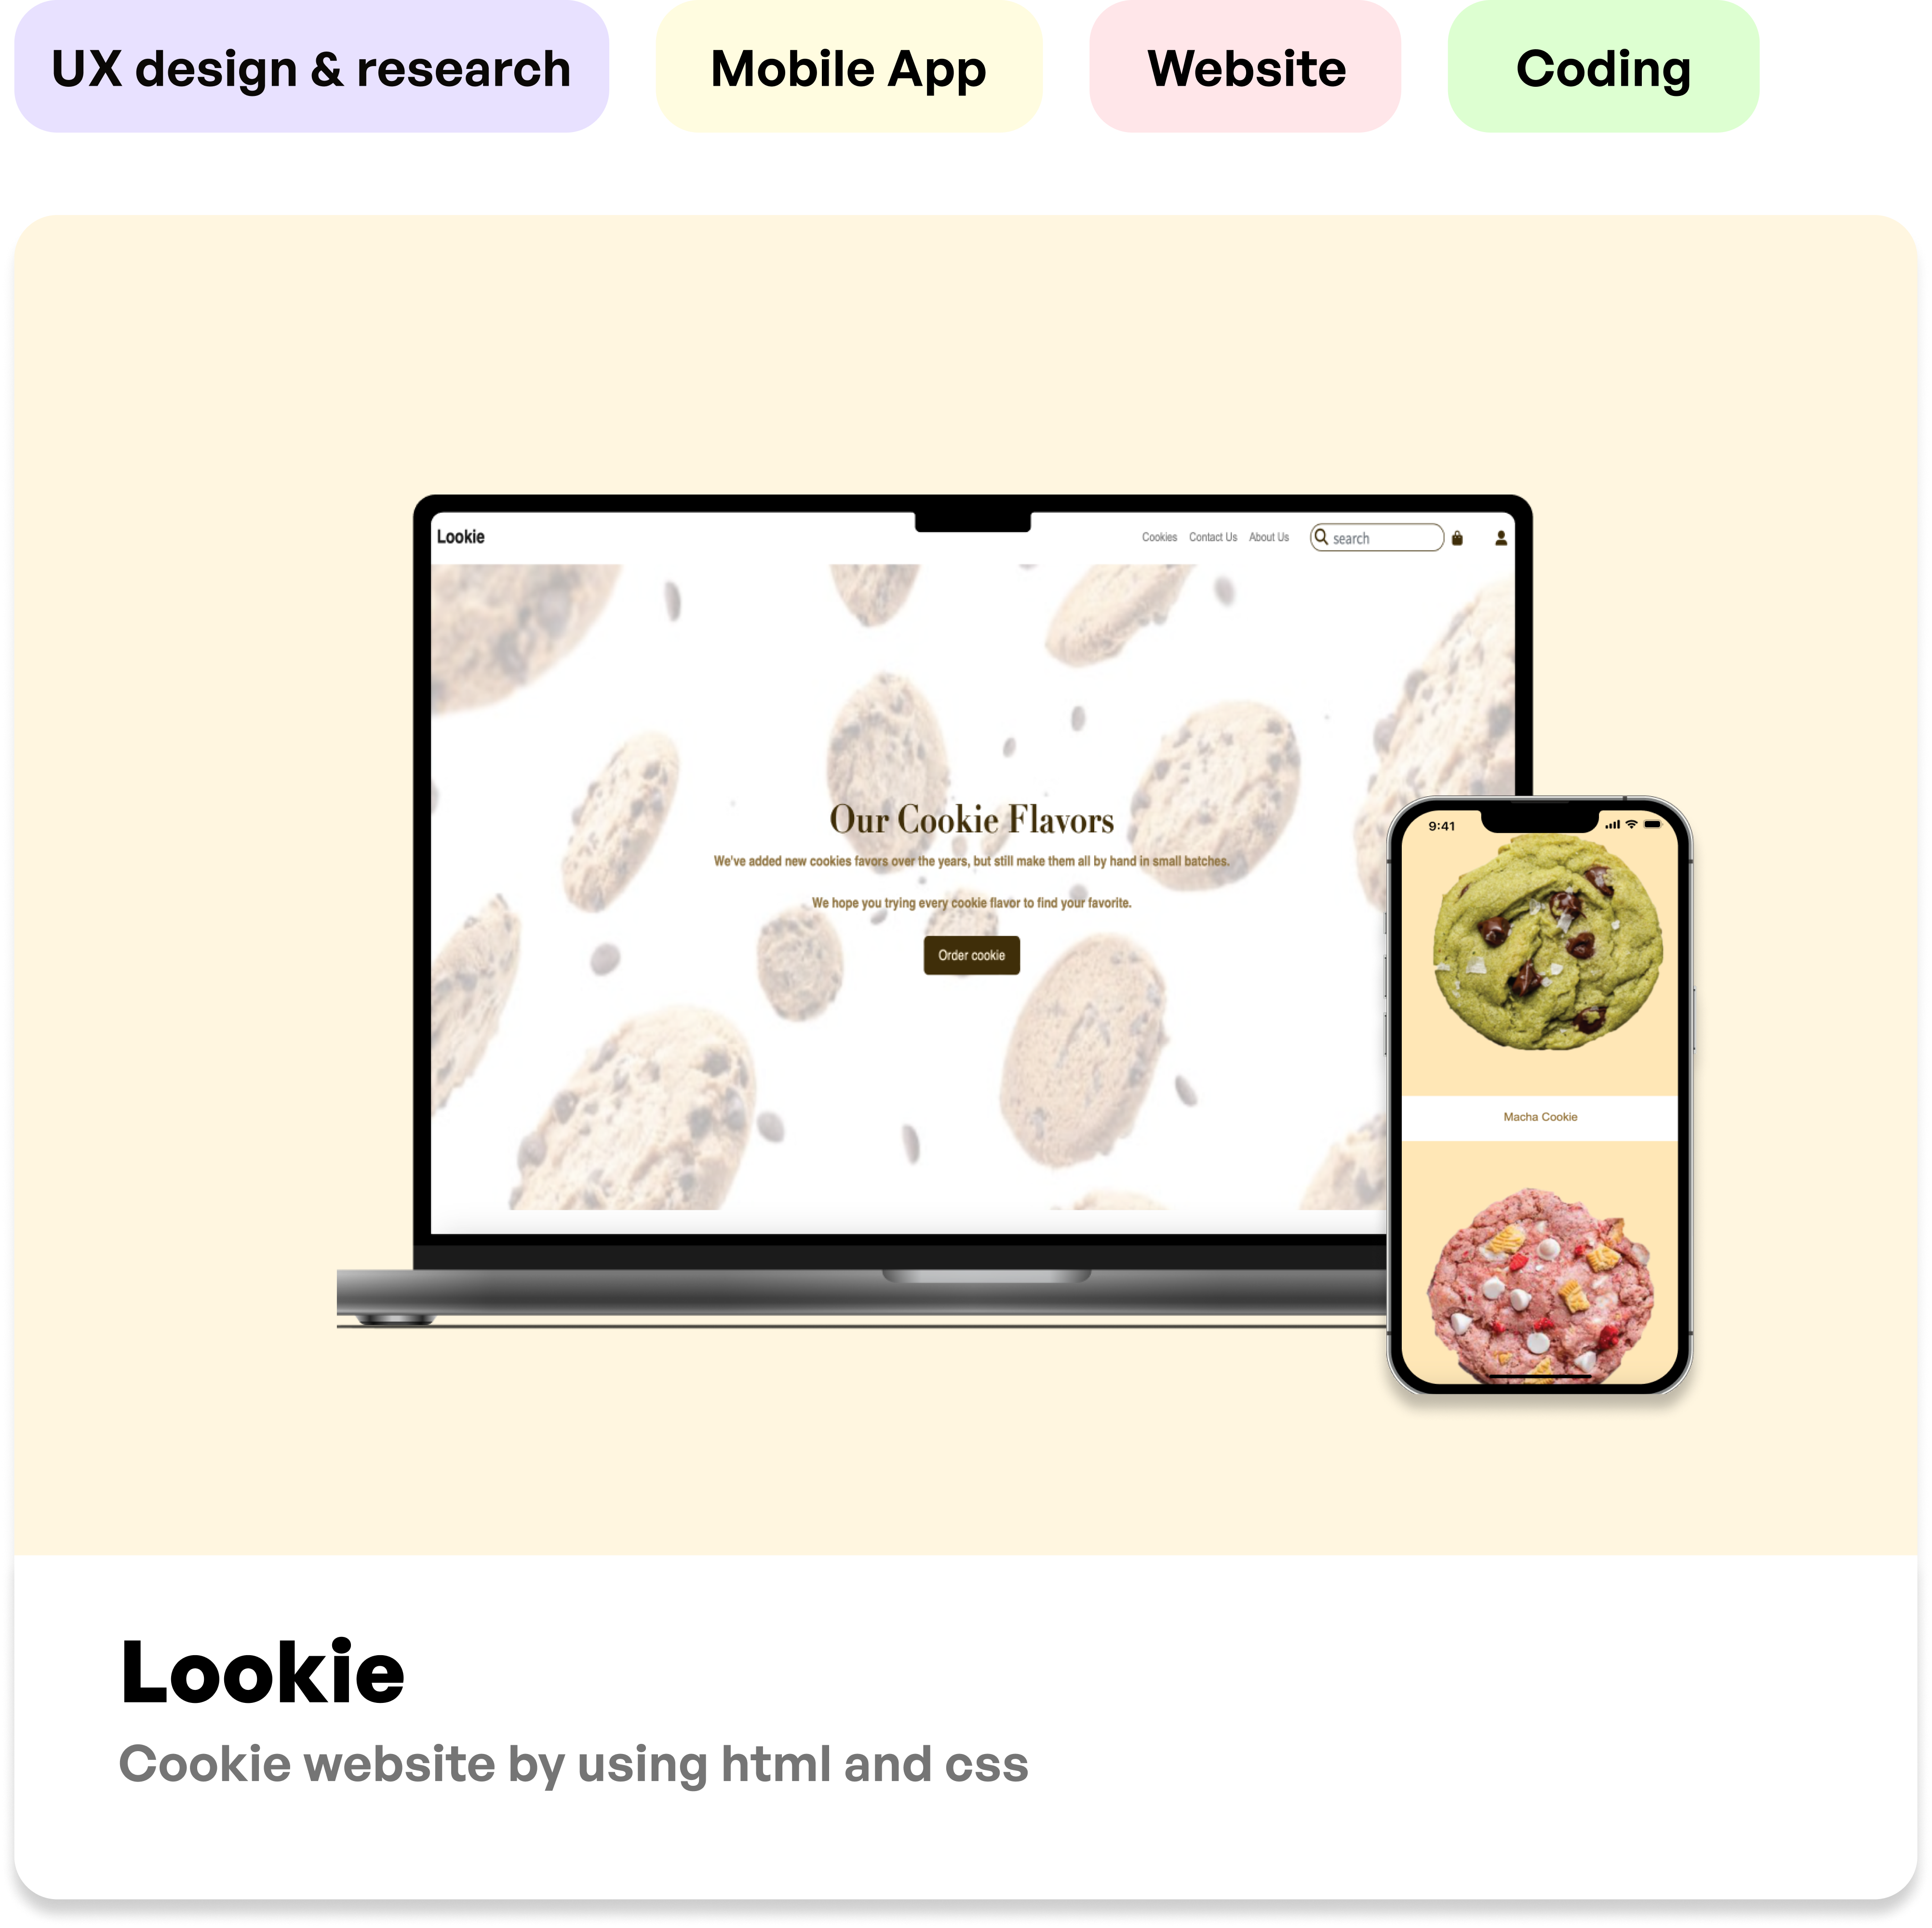 UX design & research
Mobile App
Website
Coding
Lookie
Cookies
Contact Us
About Us
search
Our Cookie Flavors
We've added new cookies favors over the years, but still make them all by hand in small batches.
We hope you trying every cookie flavor to find your favorite.
Order cookie
9:41
Macha Cookie
Lookie
Cookie website by using html and css